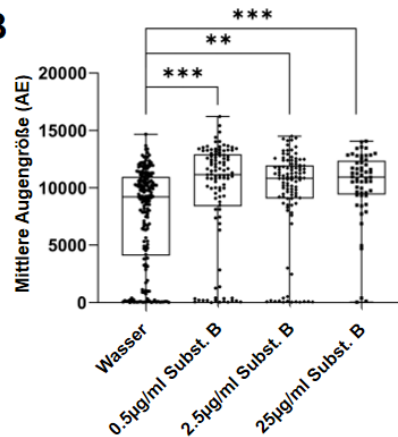 B
***
**
***
Mittlere Augengröße (AE)
20000
15000
10000
5000
0
Wasser
0.5µg/ml Subst. B
2.5µg/ml Subst. B
25µg/ml Subst. B